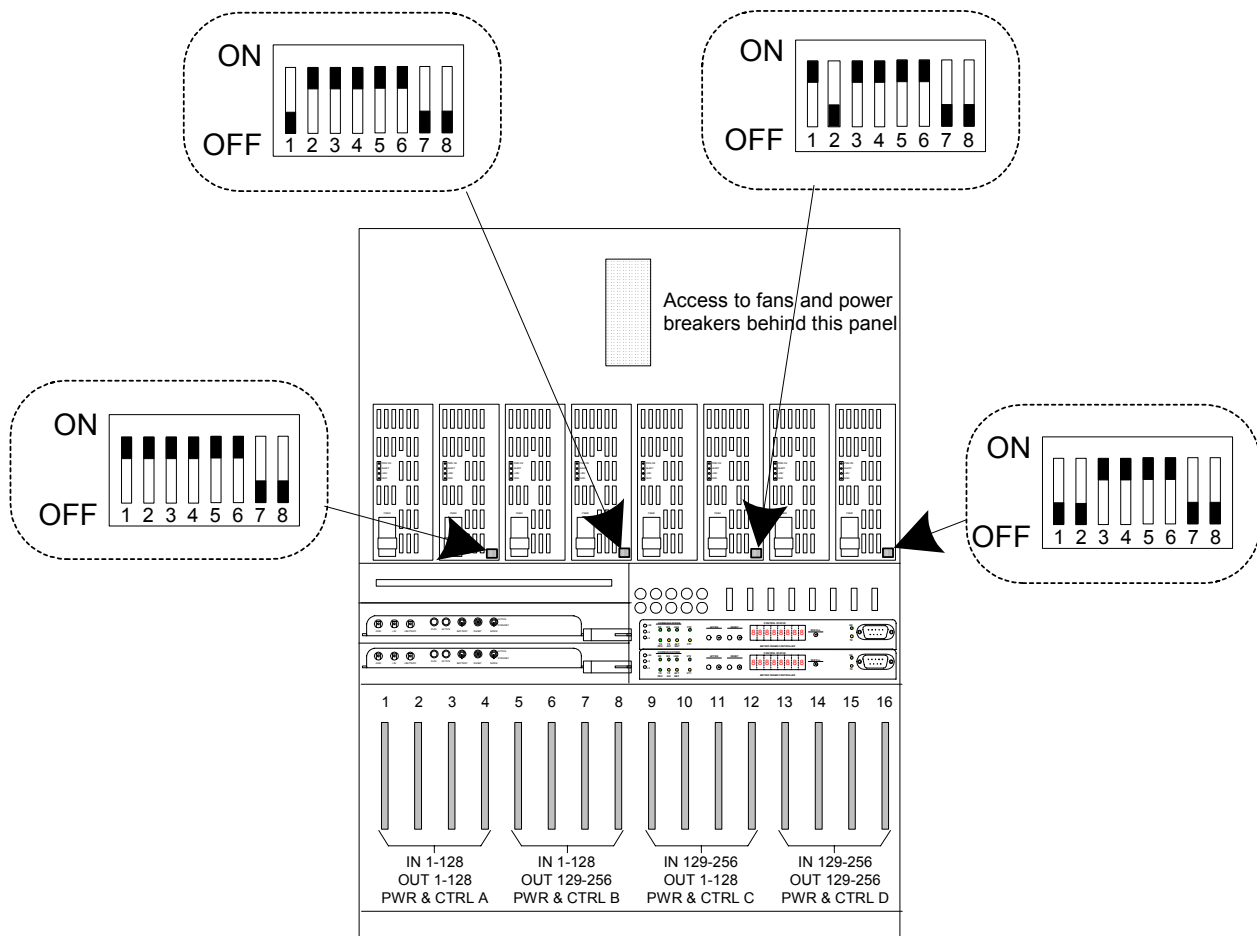 ON
OFF
1 2 3 4 5 6 7 8
ON
OFF
1 2 3 4 5 6 7 8
Access to fans and power
breakers behind this panel
ON
OFF
1 2 3 4 5 6 7 8
ON
OFF
1 2 3 4 5 6 7 8
1 2 3 4 5 6 7 8 9 10 11 12 13 14 15 16
IN 1-128
OUT 1-128
PWR & CTRL A
IN 1-128
OUT 129-256
PWR & CTRL B
IN 129-256
OUT 1-128
PWR & CTRL C
IN 129-256
OUT 129-256
PWR & CTRL D